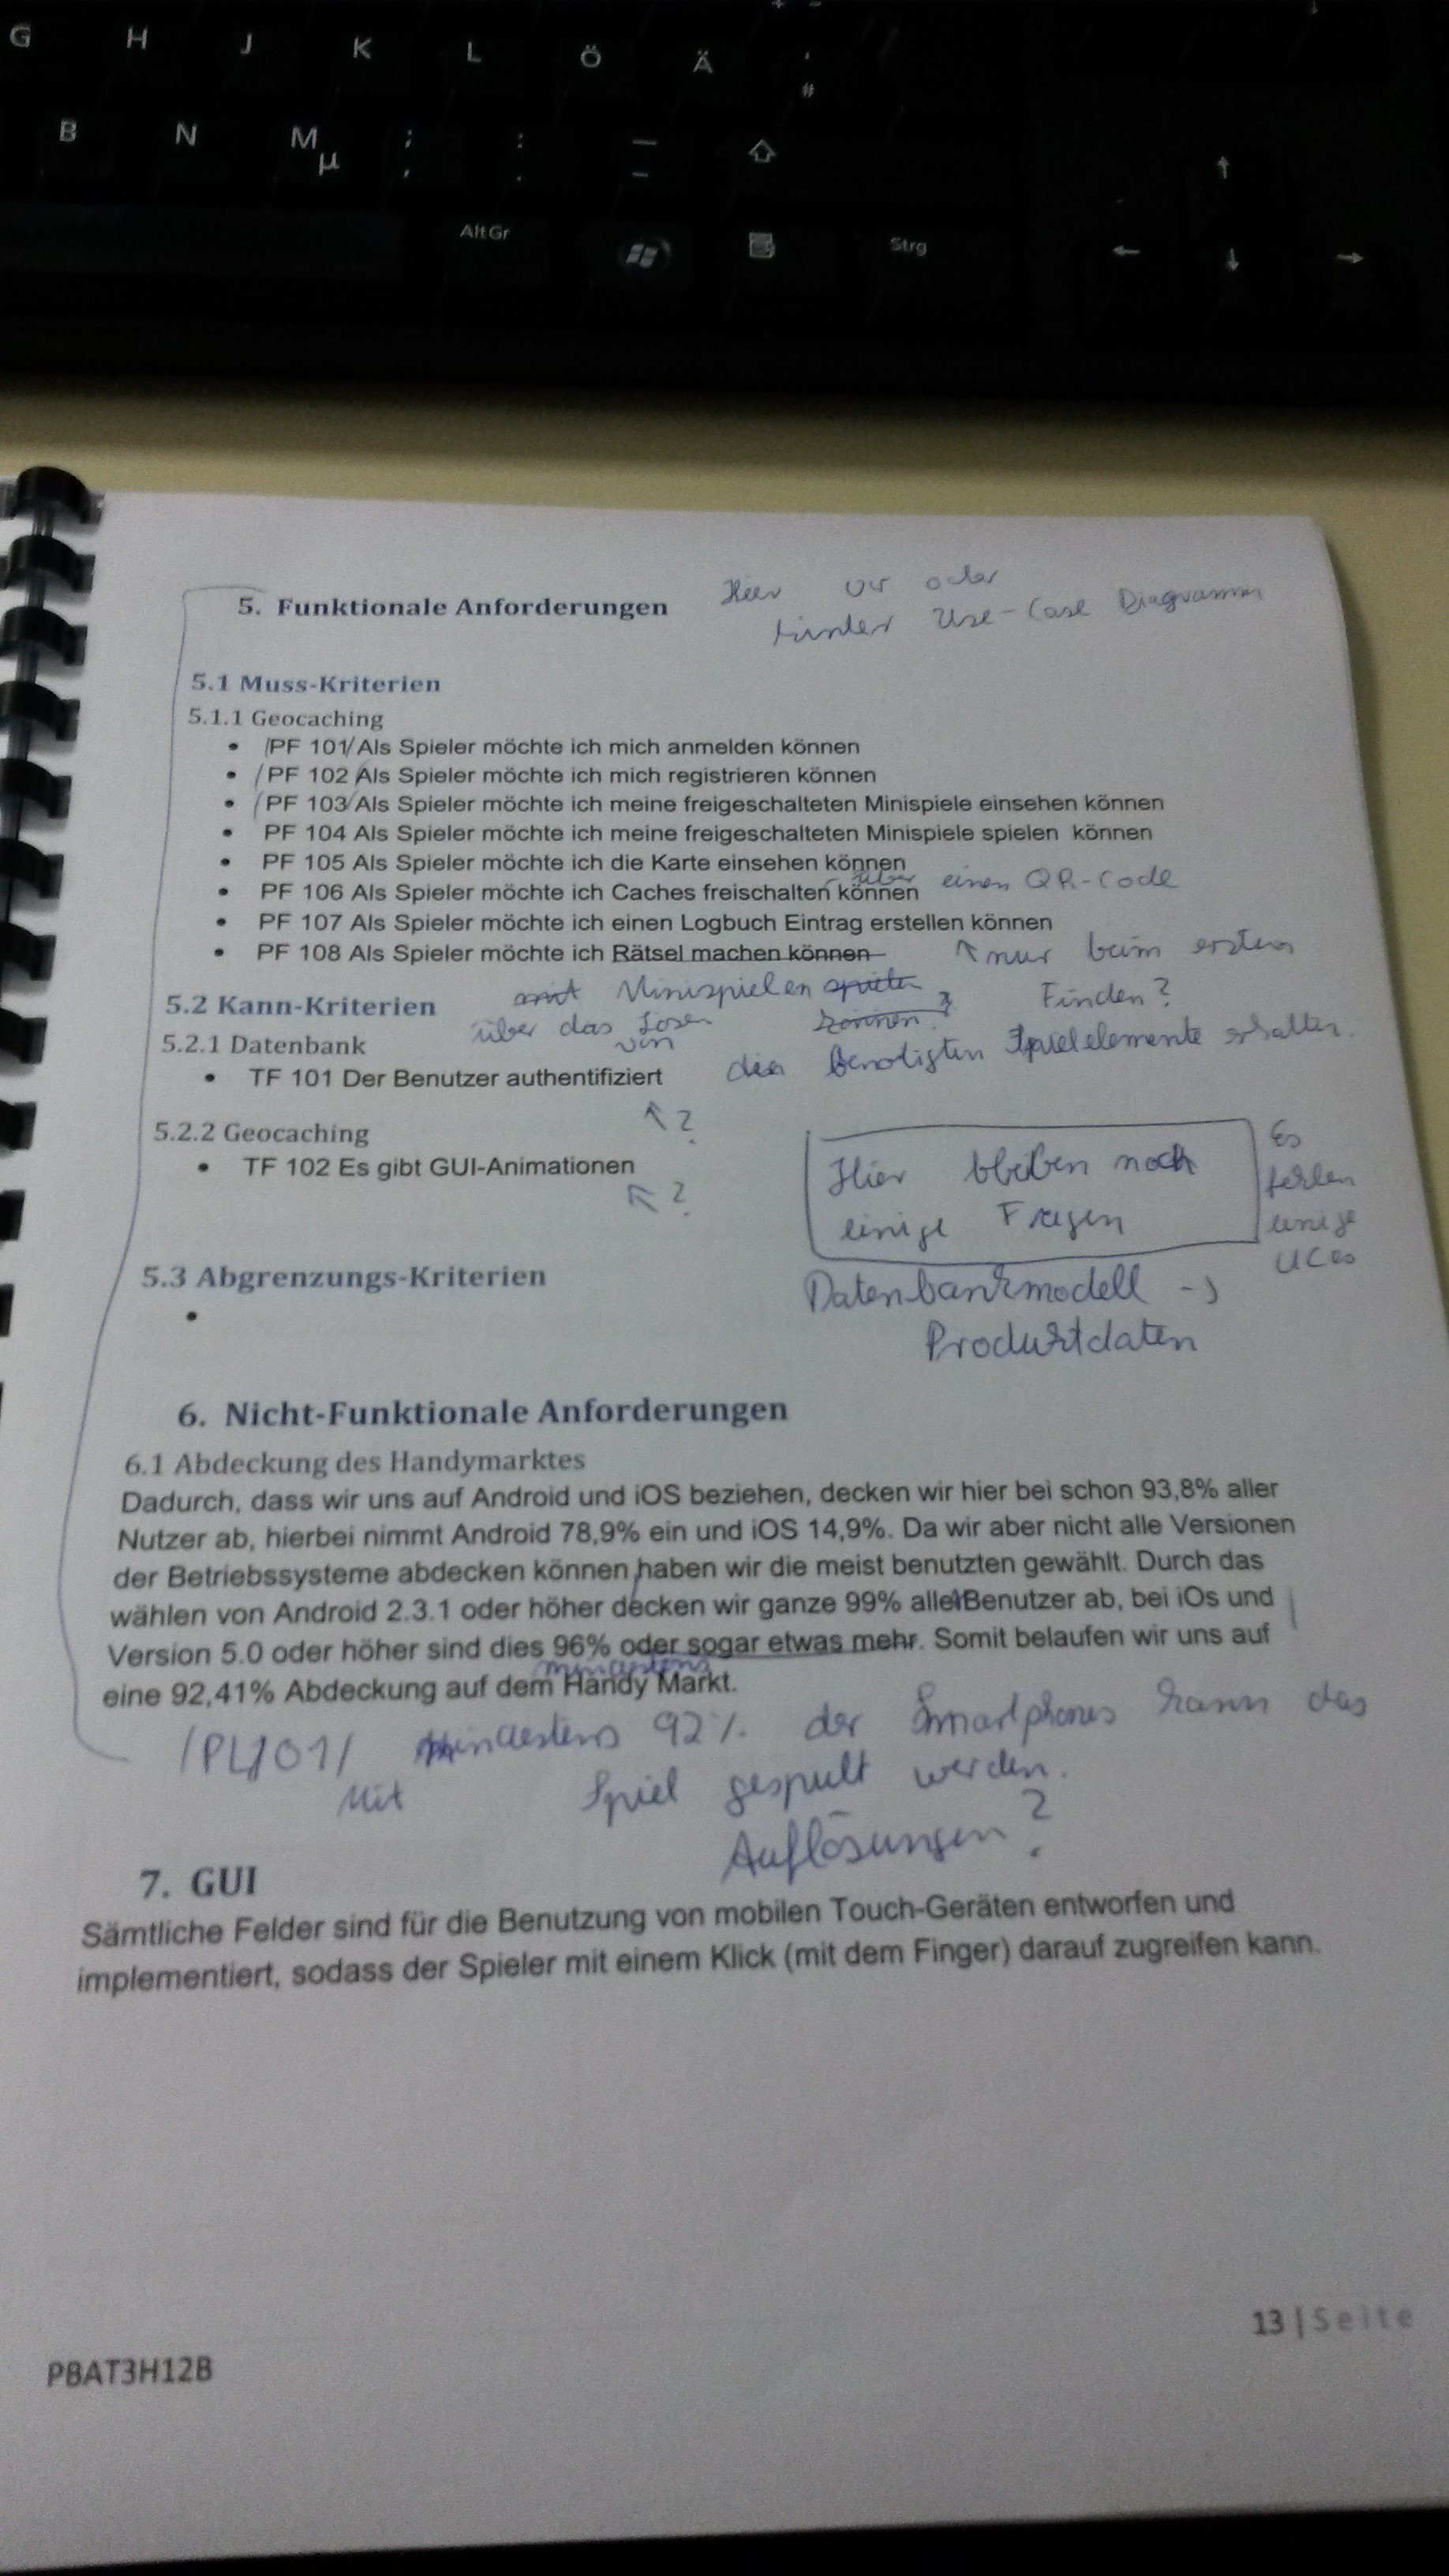 G H J K L Ö Ä ' #
B N M µ ; , : . — –
AltGr Strg
5. Funktionale Anforderungen
Hier vor oder
hinter Use-Case Diagramm
5.1 Muss-Kriterien
5.1.1 Geocaching
• /PF 101/ Als Spieler möchte ich mich anmelden können
• /PF 102/ Als Spieler möchte ich mich registrieren können
• /PF 103/ Als Spieler möchte ich meine freigeschalteten Minispiele einsehen können
• PF 104 Als Spieler möchte ich meine freigeschalteten Minispiele spielen können
• PF 105 Als Spieler möchte ich die Karte einsehen können
über einen QR-Code
• PF 106 Als Spieler möchte ich Caches freischalten können
• PF 107 Als Spieler möchte ich einen Logbuch Eintrag erstellen können
• PF 108 Als Spieler möchte ich Rätsel machen können
↑ nur beim ersten
Finden?
mit Minispielen spielen
können?
über das Lösen
von
die Benötigten Spielelemente erhalten.
5.2 Kann-Kriterien
5.2.1 Datenbank
• TF 101 Der Benutzer authentifiziert
↖ ?
5.2.2 Geocaching
• TF 102 Es gibt GUI-Animationen
↖ ?
Hier bleiben noch
einige Fragen
Es
fehlen
einige
UCes
5.3 Abgrenzungs-Kriterien
•
Datenbankmodell →
Produktdaten
6. Nicht-Funktionale Anforderungen
6.1 Abdeckung des Handymarktes
Dadurch, dass wir uns auf Android und iOS beziehen, decken wir hier bei schon 93,8% aller
Nutzer ab, hierbei nimmt Android 78,9% ein und iOS 14,9%. Da wir aber nicht alle Versionen
der Betriebssysteme abdecken können, haben wir die meist benutzten gewählt. Durch das
wählen von Android 2.3.1 oder höher decken wir ganze 99% aller Benutzer ab, bei iOs und
Version 5.0 oder höher sind dies 96% oder sogar etwas mehr. Somit belaufen wir uns auf
mindestens
eine 92,41% Abdeckung auf dem Handy Markt.
/PL101/ Mindestens 92% der Smartphones kann das
Mit Spiel gespielt werden.
Auflösungen?
7. GUI
Sämtliche Felder sind für die Benutzung von mobilen Touch-Geräten entworfen und
implementiert, sodass der Spieler mit einem Klick (mit dem Finger) darauf zugreifen kann.
13 | Seite
PBAT3H12B